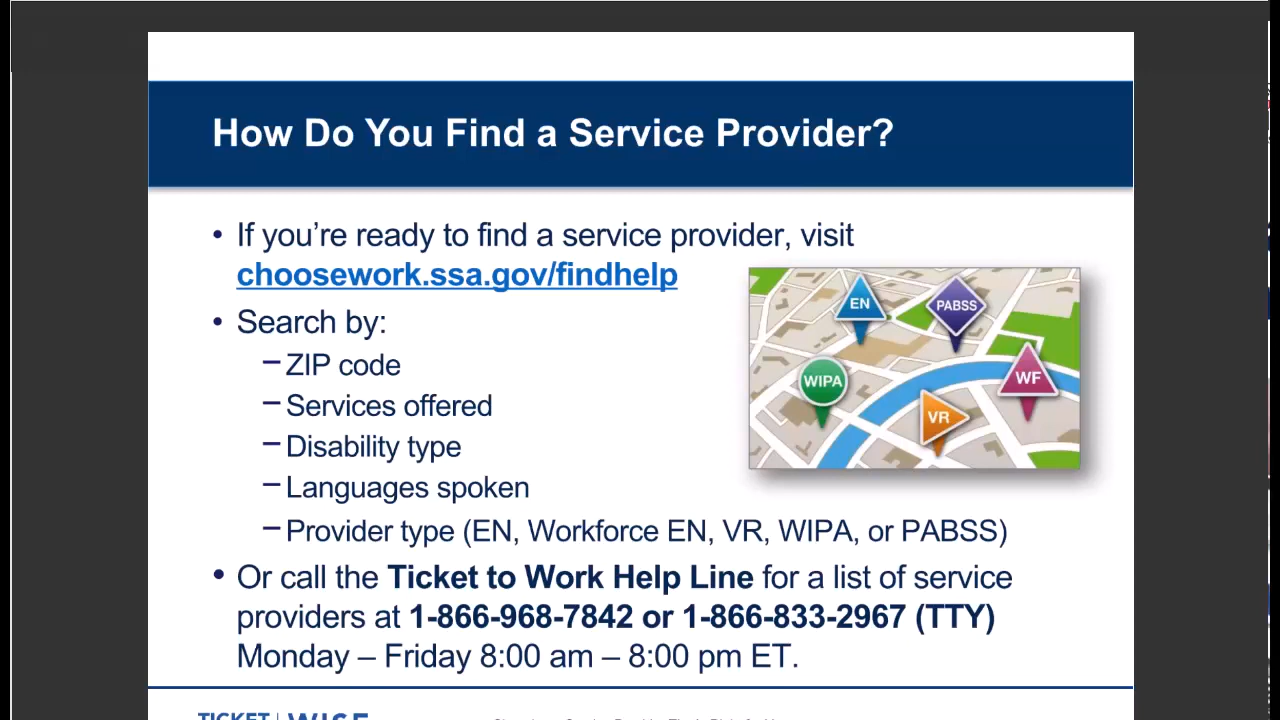 How Do You Find a Service Provider?
• If you’re ready to find a service provider, visit
choosework.ssa.gov/findhelp
• Search by:
– ZIP code
– Services offered
– Disability type
– Languages spoken
– Provider type (EN, Workforce EN, VR, WIPA, or PABSS)
• Or call the Ticket to Work Help Line for a list of service
providers at 1-866-968-7842 or 1-866-833-2967 (TTY)
Monday – Friday 8:00 am – 8:00 pm ET.
EN
PABSS
WIPA
WF
VR
TICKET | WISE